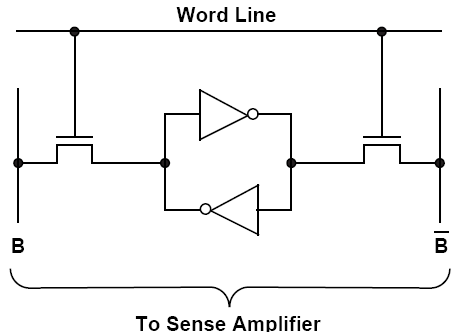 Word Line
B
B̅
To Sense Amplifier